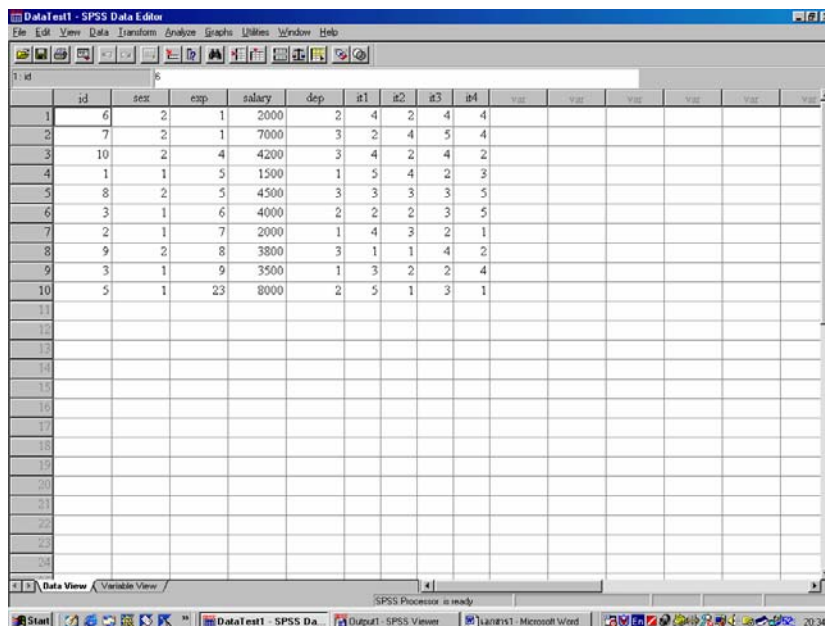 DataTest1 - SPSS Data Editor
File Edit View Data Transform Analyze Graphs Utilities Window Help
1: id 6
id sex exp salary dep it1 it2 it3 it4 var var var var var var
1 6 2 1 2000 2 4 2 4 4
2 7 2 1 7000 3 2 4 5 4
3 10 2 4 4200 3 4 2 4 2
4 1 1 5 1500 1 5 4 2 3
5 8 2 5 4500 3 3 3 3 5
6 3 1 6 4000 2 2 2 3 5
7 2 1 7 2000 1 4 3 2 1
8 9 2 8 3800 3 1 1 4 2
9 3 1 9 3500 1 3 2 2 4
10 5 1 23 8000 2 5 1 3 1
11
12
13
14
15
16
17
18
19
20
21
22
23
24
Data View Variable View
SPSS Processor is ready
Start DataTest1 - SPSS Da... Output1 - SPSS Viewer - Microsoft Word En 20:34